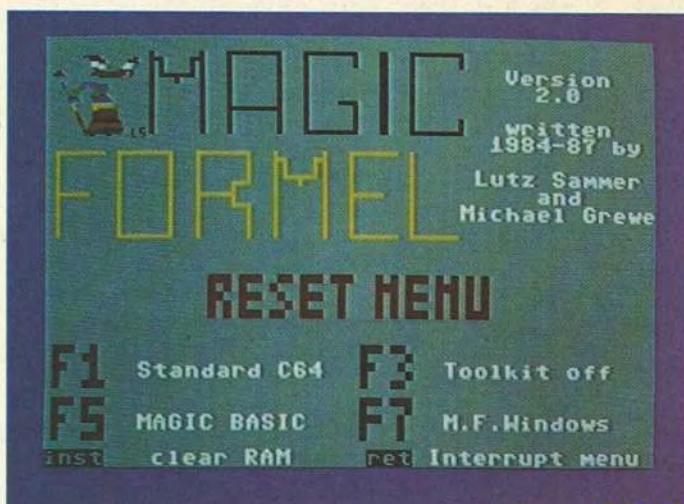 MAGIC
FORMEL
Version
2.0
written
1984-87 by
Lutz Sammer
and
Michael Grewe
RESET MENU
F1 Standard C64 F3 Toolkit off
F5 MAGIC BASIC F7 M.F.Windows
inst clear RAM ret Interrupt menu